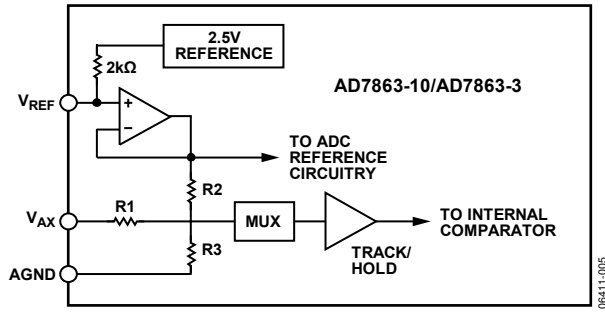 2.5V
REFERENCE
2kΩ
AD7863-10/AD7863-3
VREF
+
–
TO ADC
REFERENCE
CIRCUITRY
R2
R1
VAX
MUX
TO INTERNAL
COMPARATOR
R3
TRACK/
HOLD
AGND
06411-005